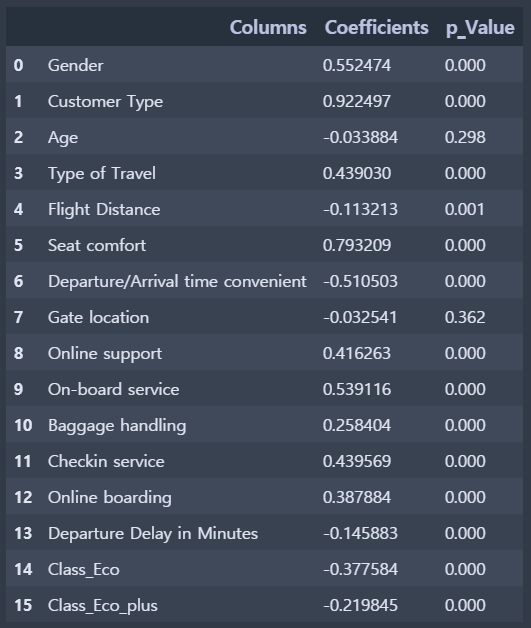 Columns Coefficients p_Value
0 Gender 0.552474 0.000
1 Customer Type 0.922497 0.000
2 Age -0.033884 0.298
3 Type of Travel 0.439030 0.000
4 Flight Distance -0.113213 0.001
5 Seat comfort 0.793209 0.000
6 Departure/Arrival time convenient -0.510503 0.000
7 Gate location -0.032541 0.362
8 Online support 0.416263 0.000
9 On-board service 0.539116 0.000
10 Baggage handling 0.258404 0.000
11 Checkin service 0.439569 0.000
12 Online boarding 0.387884 0.000
13 Departure Delay in Minutes -0.145883 0.000
14 Class_Eco -0.377584 0.000
15 Class_Eco_plus -0.219845 0.000